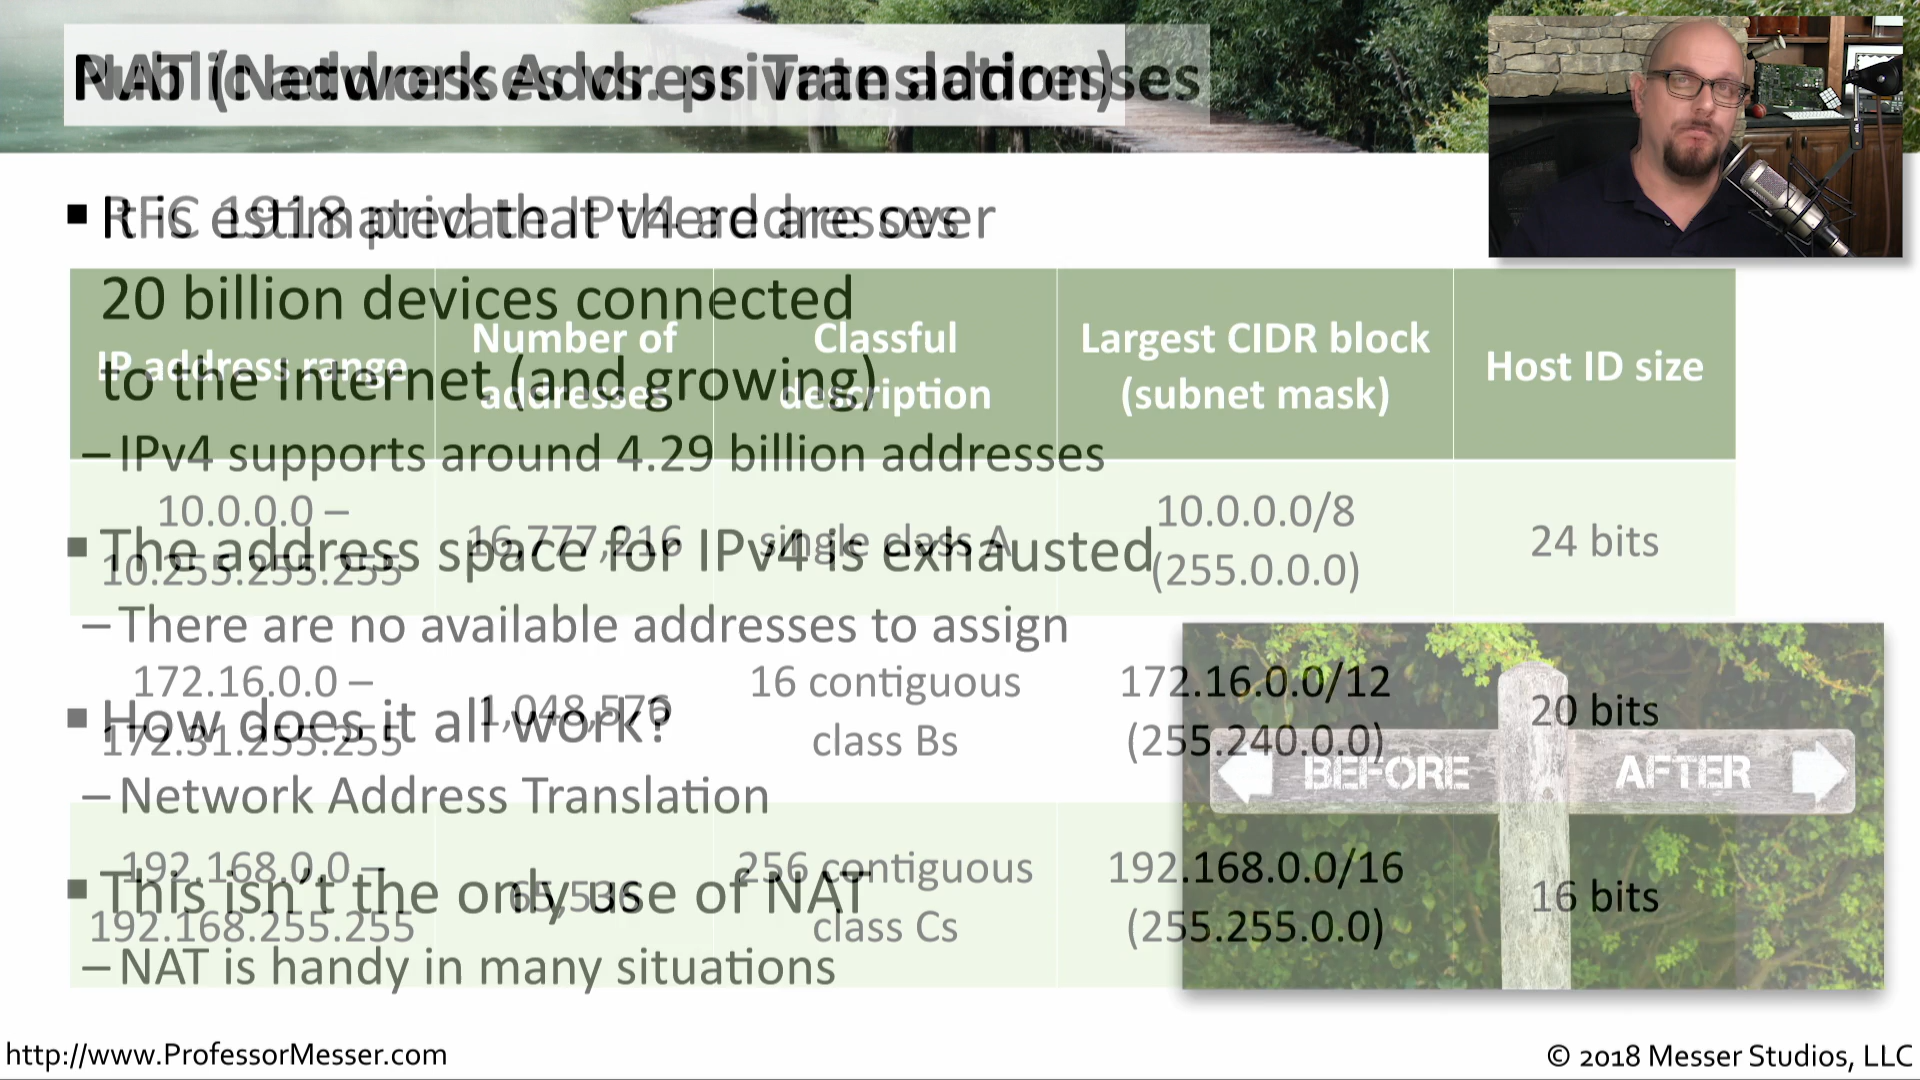 NAT (Network Address Translation)
Public addresses vs. private addresses
It is estimated that there are over
20 billion devices connected
to the Internet (and growing)
– IPv4 supports around 4.29 billion addresses
The address space for IPv4 is exhausted
– There are no available addresses to assign
How does it all work?
– Network Address Translation
This isn't the only use of NAT
– NAT is handy in many situations
RFC 1918 private IPv4 addresses
IP address range
Number of
addresses
Classful
description
Largest CIDR block
(subnet mask)
Host ID size
10.0.0.0 –
10.255.255.255
16,777,216
single class A
10.0.0.0/8
(255.0.0.0)
24 bits
172.16.0.0 –
172.31.255.255
1,048,576
16 contiguous
class Bs
172.16.0.0/12
(255.240.0.0)
20 bits
192.168.0.0 –
192.168.255.255
65,536
256 contiguous
class Cs
192.168.0.0/16
(255.255.0.0)
16 bits
BEFORE
AFTER
http://www.ProfessorMesser.com
© 2018 Messer Studios, LLC